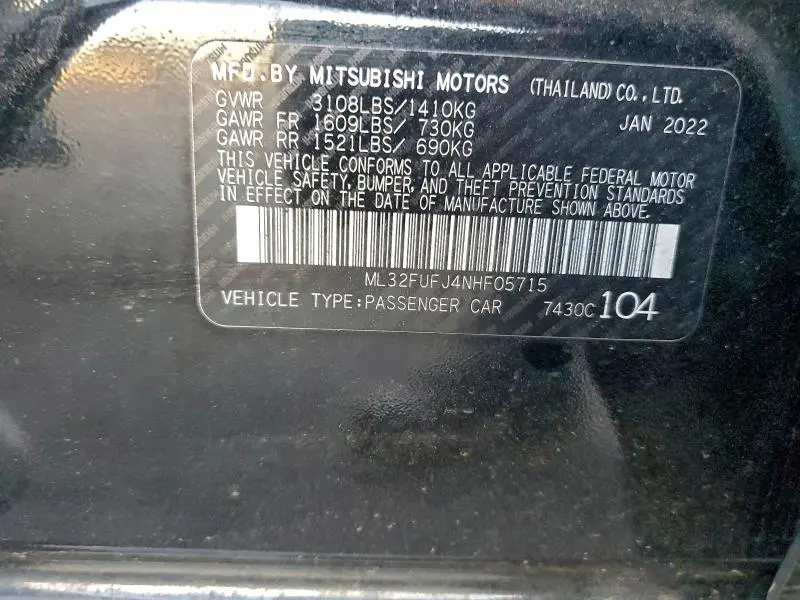 MFD.BY MITSUBISHI MOTORS (THAILAND)CO., LTD.
GVWR 3108LBS/1410KG
JAN 2022
GAWR FR 1609LBS/ 730KG
GAWR RR 1521LBS/ 690KG
THIS VEHICLE CONFORMS TO ALL APPLICABLE FEDERAL MOTOR
VEHICLE SAFETY, BUMPER, AND THEFT PREVENTION STANDARDS
IN EFFECT ON THE DATE OF MANUFACTURE SHOWN ABOVE.
ML32FUFJ4NHF05715
VEHICLE TYPE:PASSENGER CAR 7430C 104